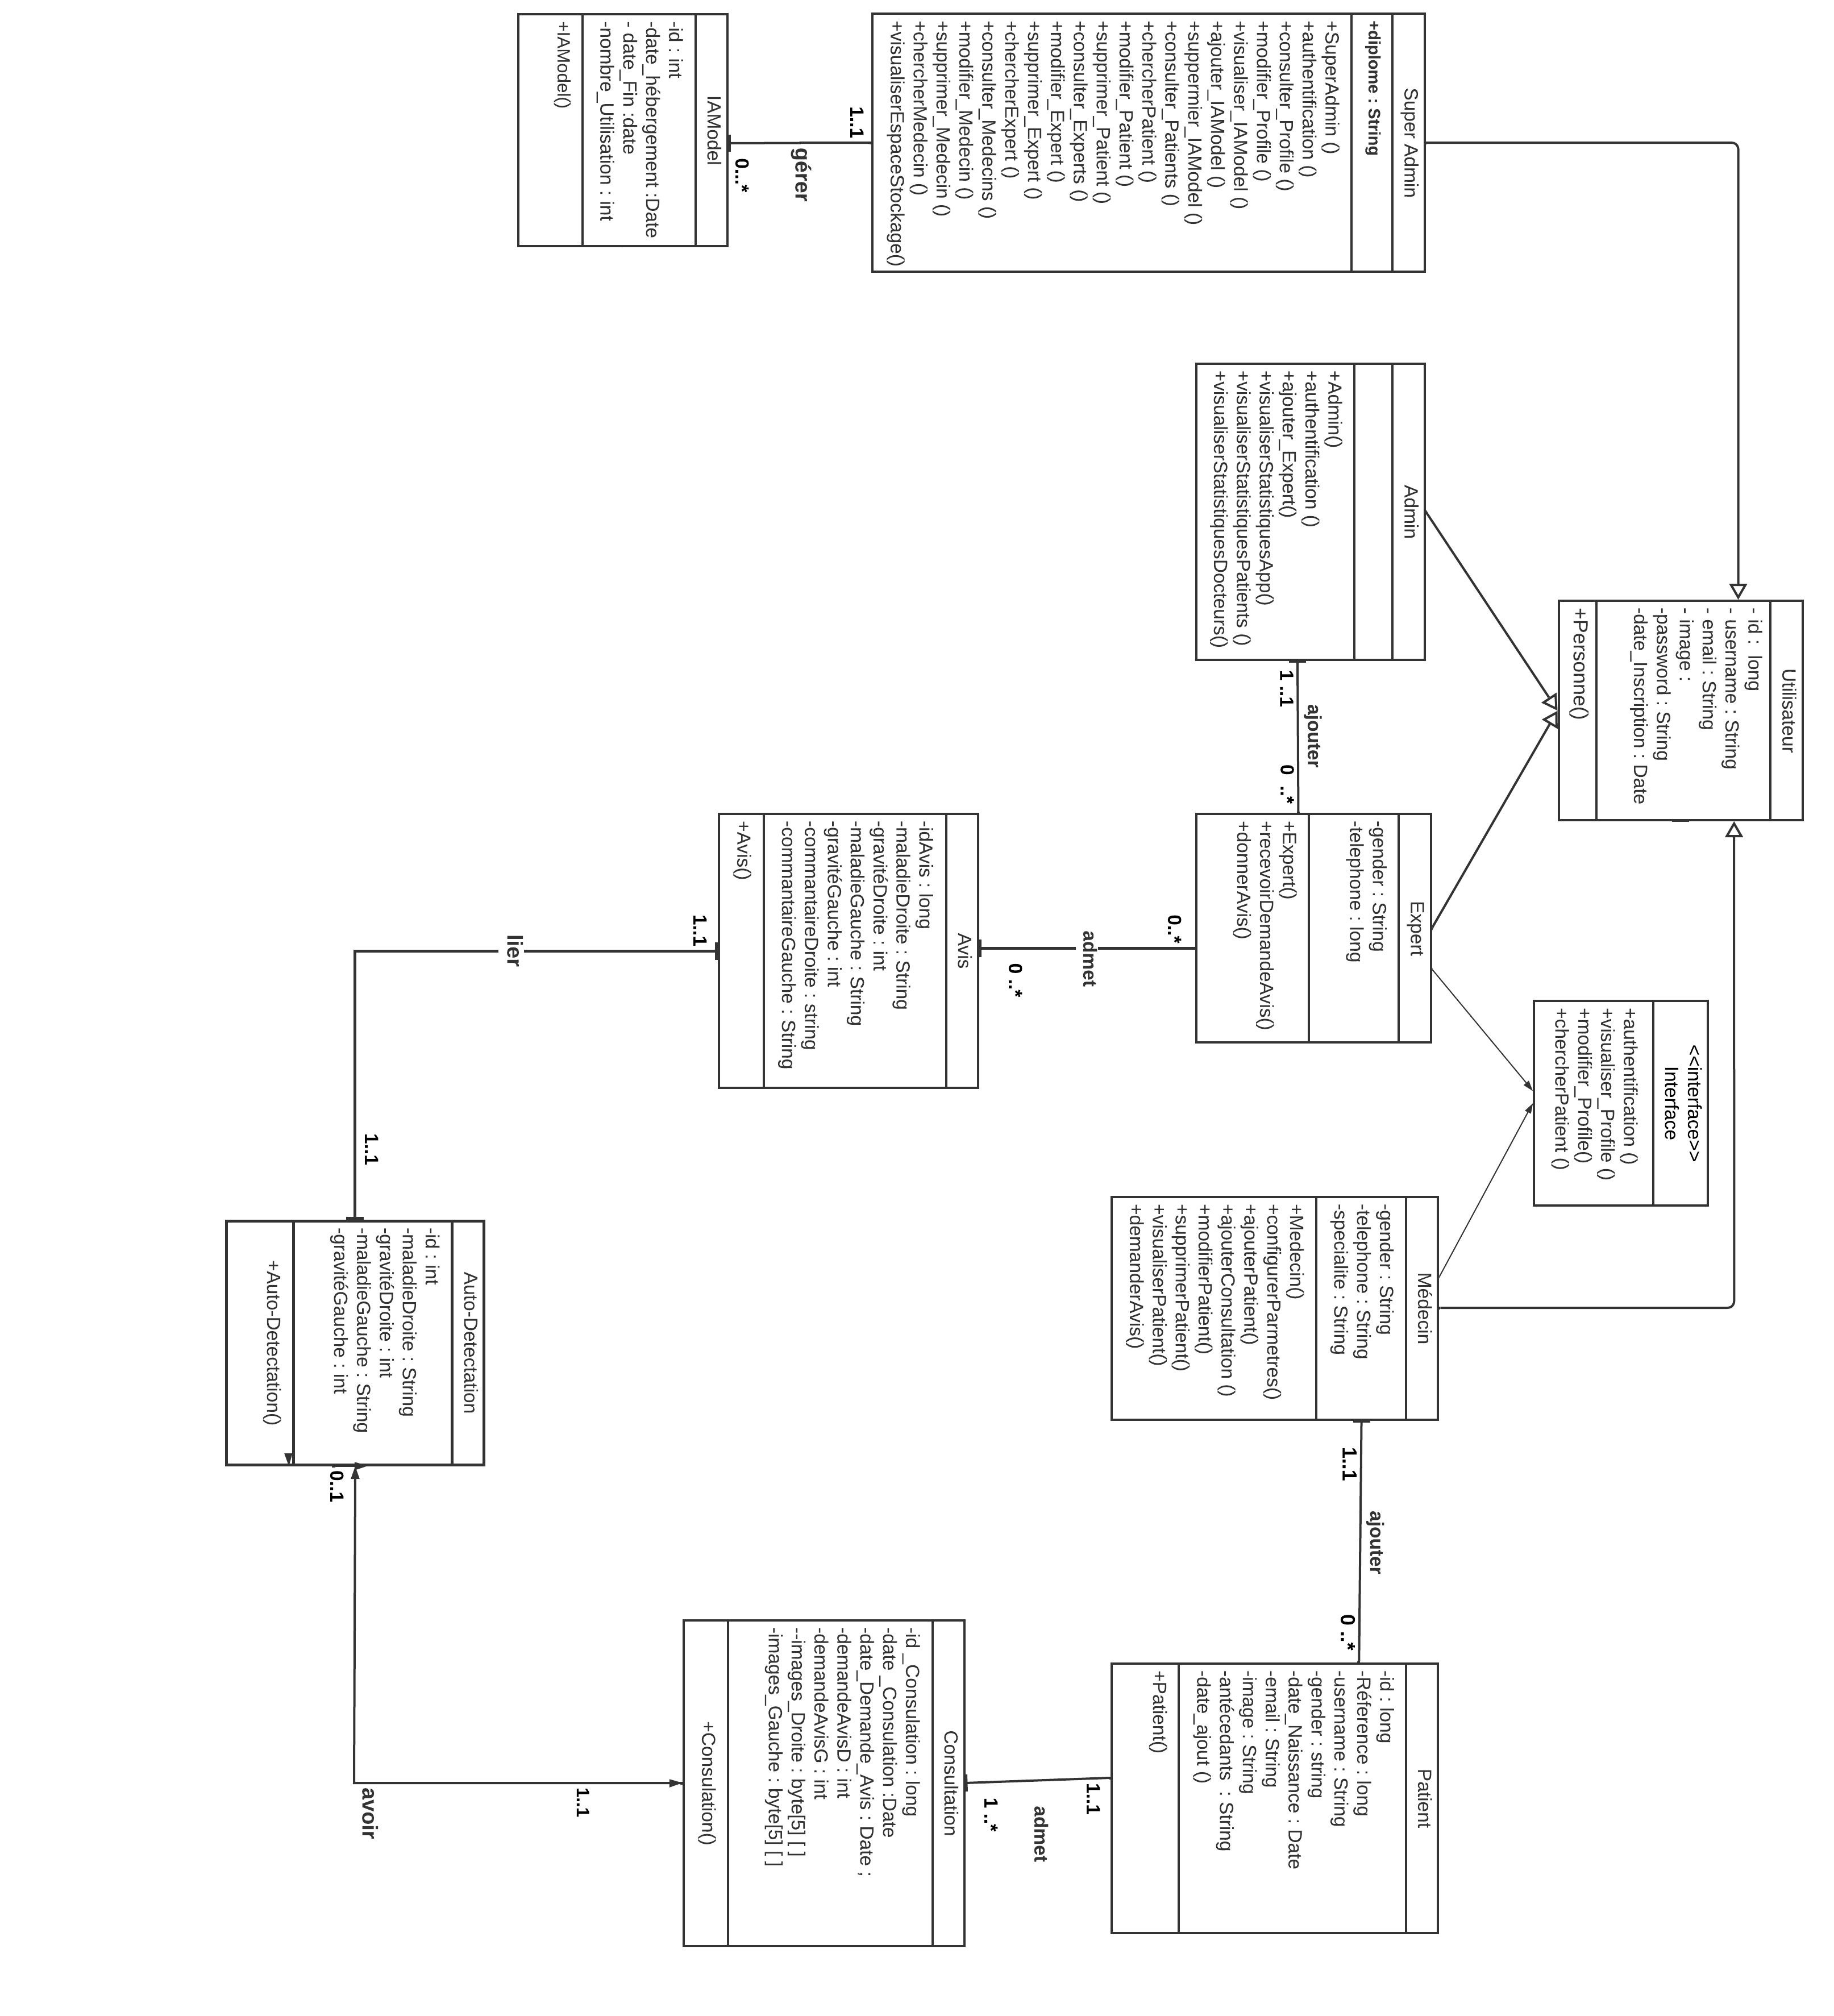 Utilisateur
- id :  long
- username : String
- email : String
- image :
-password : String
-date_Inscription : Date
+Personne()
<<interface>>
Interface
+authentification ()
+visualiser_Profile ()
+modifier_Profile()
+chercherPatient ()
Super Admin
+diplome : String
+SuperAdmin ()
+authentification ()
+consulter_Profile ()
+modifier_Profile ()
+visualiser_IAModel ()
+ajouter_IAModel ()
+suppermier_IAModel ()
+consulter_Patients ()
+chercherPatient ()
+modifier_Patient ()
+supprimer_Patient ()
+consulter_Experts ()
+modifier_Expert ()
+supprimer_Expert ()
+chercherExpert ()
+consulter_Medecins ()
+modifier_Medecin ()
+supprimer_Medecin ()
+chercherMedecin ()
+visualiserEspaceStockage()
Admin
+Admin()
+authentification ()
+ajouter_Expert()
+visualiserStatistiquesApp()
+visualiserStatistiquesPatients ()
+visualiserStatistiquesDocteurs()
ajouter
1 ..1
0 ..*
Expert
-gender : String
-telephone : long
+Expert()
+recevoirDemandeAvis()
+donnerAvis()
Médecin
-gender : String
-telephone : String
-specialite : String
+Medecin()
+configurerParmetres()
+ajouterPatient()
+ajouterConsultation ()
+modifierPatient()
+supprimerPatient()
+visualiserPatient()
+demanderAvis()
ajouter
1..1
0 ..*
Patient
-id : long
-Réference : long
-username : String
-gender : string
-date_Naissance : Date
-email : String
-image : String
-antécedants  : String
-date_ajout ()
+Patient()
1..1
gérer
0...*
0..*
admet
0 ..*
1..1
admet
1 ..*
IAModel
-id : int
-date_hébergement :Date
- date_Fin :date
-nombre_Utilisation : int
+IAModel()
Avis
-idAvis : long
-maladieDroite : String
-gravitéDroite : int
-maladieGauche : String
-gravitéGauche : int
-commantaireDroite : string
-commantaireGauche : String
+Avis()
Consultation
-id_Consulation : long
-date_Consulation :Date
-date_Demande_Avis : Date ;
-demandeAvisD : int
-demandeAvisG : int
--images_Droite : byte[5] [ ]
-images_Gauche : byte[5] [ ]
+Consulation()
1..1
lier
1..1
1..1
Auto-Detectation
-id : int
-maladieDroite : String
-gravitéDroite : int
-maladieGauche : String
-gravitéGauche : int
+Auto-Detectation()
0..1
avoir